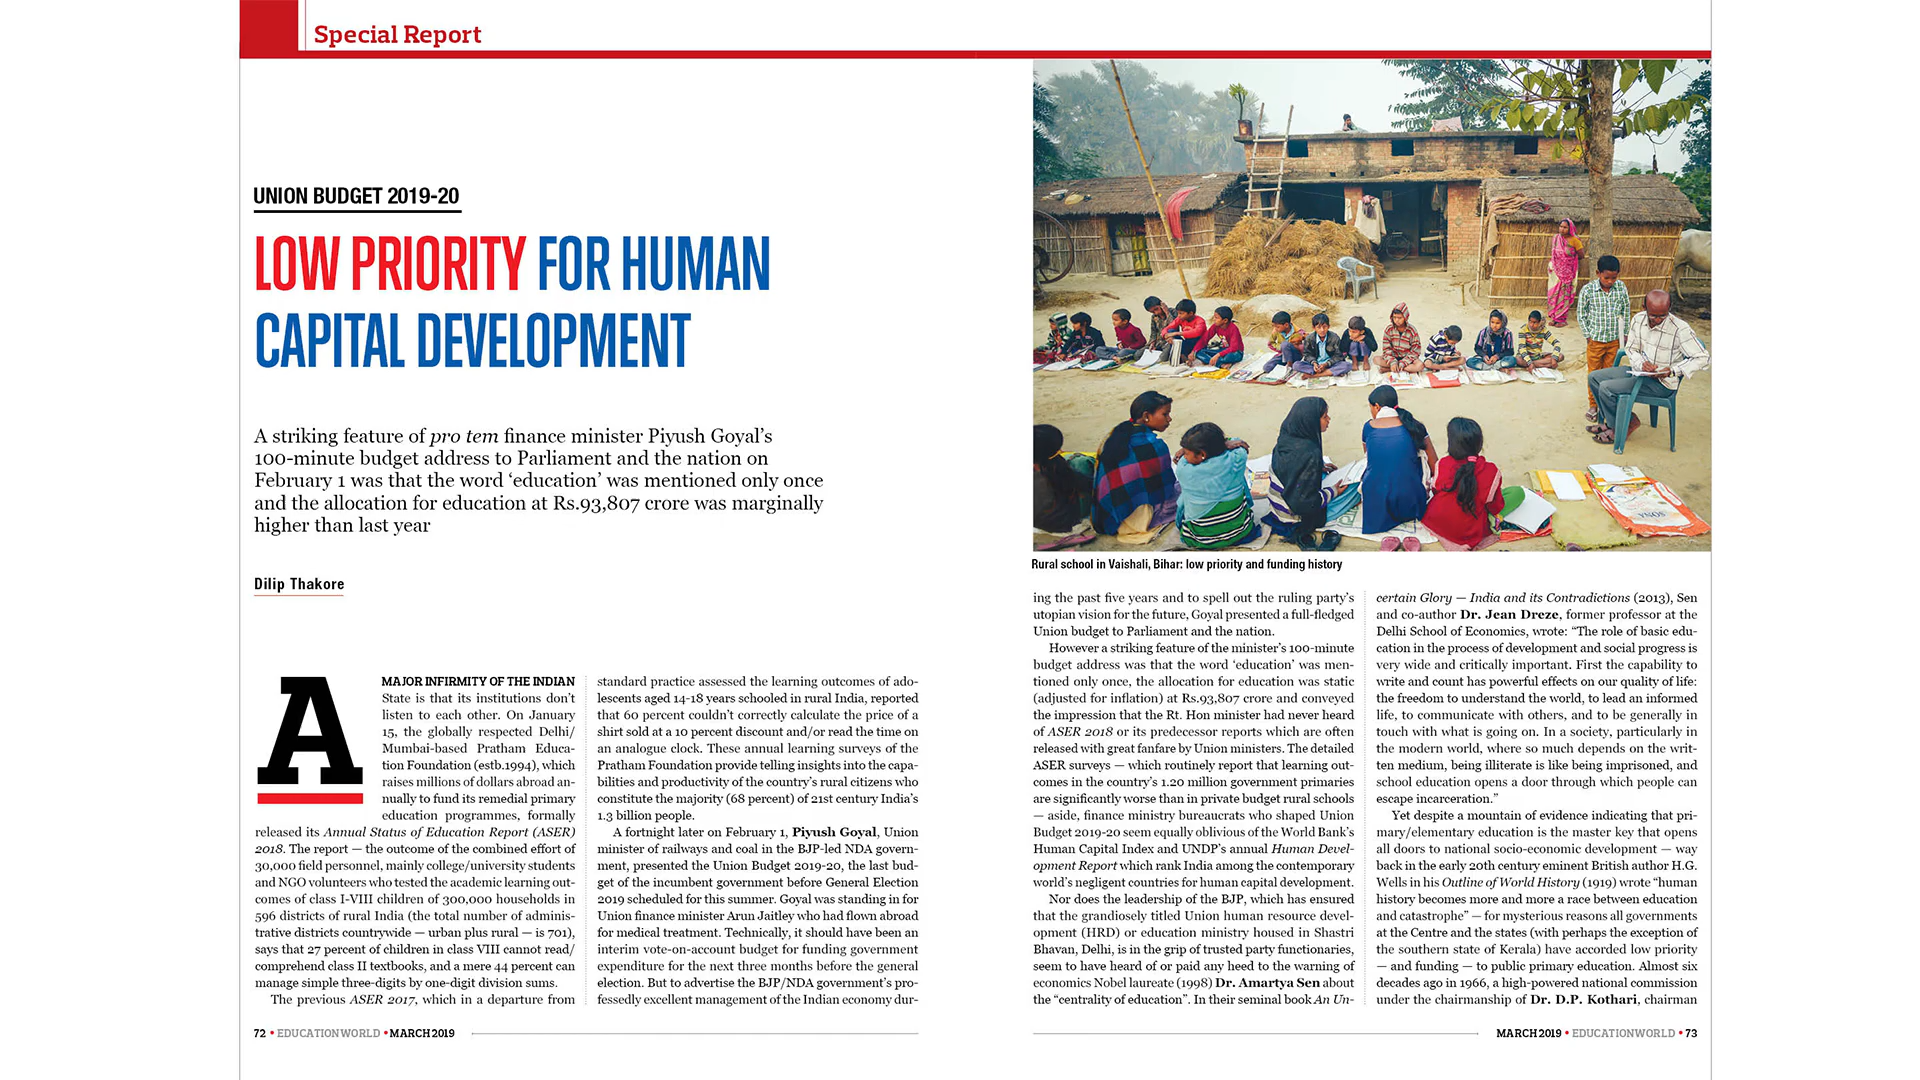 Special Report
UNION BUDGET 2019-20
LOW PRIORITY FOR HUMAN
CAPITAL DEVELOPMENT
A striking feature of pro tem finance minister Piyush Goyal’s
100-minute budget address to Parliament and the nation on
February 1 was that the word ‘education’ was mentioned only once
and the allocation for education at Rs.93,807 crore was marginally
higher than last year
Dilip Thakore
A
MAJOR INFIRMITY OF THE INDIAN
State is that its institutions don’t
listen to each other. On January
15, the globally respected Delhi/
Mumbai-based Pratham Educa-
tion Foundation (estb.1994), which
raises millions of dollars abroad an-
nually to fund its remedial primary
education programmes, formally
released its Annual Status of Education Report (ASER)
2018. The report — the outcome of the combined effort of
30,000 field personnel, mainly college/university students
and NGO volunteers who tested the academic learning out-
comes of class I-VIII children of 300,000 households in
596 districts of rural India (the total number of adminis-
trative districts countrywide — urban plus rural — is 701),
says that 27 percent of children in class VIII cannot read/
comprehend class II textbooks, and a mere 44 percent can
manage simple three-digits by one-digit division sums.
The previous ASER 2017, which in a departure from
standard practice assessed the learning outcomes of ado-
lescents aged 14-18 years schooled in rural India, reported
that 60 percent couldn’t correctly calculate the price of a
shirt sold at a 10 percent discount and/or read the time on
an analogue clock. These annual learning surveys of the
Pratham Foundation provide telling insights into the capa-
bilities and productivity of the country’s rural citizens who
constitute the majority (68 percent) of 21st century India’s
1.3 billion people.
A fortnight later on February 1, Piyush Goyal, Union
minister of railways and coal in the BJP-led NDA govern-
ment, presented the Union Budget 2019-20, the last bud-
get of the incumbent government before General Election
2019 scheduled for this summer. Goyal was standing in for
Union finance minister Arun Jaitley who had flown abroad
for medical treatment. Technically, it should have been an
interim vote-on-account budget for funding government
expenditure for the next three months before the general
election. But to advertise the BJP/NDA government’s pro-
fessedly excellent management of the Indian economy dur-
72 • EDUCATIONWORLD • MARCH 2019
Rural school in Vaishali, Bihar: low priority and funding history
ing the past five years and to spell out the ruling party’s
utopian vision for the future, Goyal presented a full-fledged
Union budget to Parliament and the nation.
However a striking feature of the minister’s 100-minute
budget address was that the word ‘education’ was men-
tioned only once, the allocation for education was static
(adjusted for inflation) at Rs.93,807 crore and conveyed
the impression that the Rt. Hon minister had never heard
of ASER 2018 or its predecessor reports which are often
released with great fanfare by Union ministers. The detailed
ASER surveys — which routinely report that learning out-
comes in the country’s 1.20 million government primaries
are significantly worse than in private budget rural schools
— aside, finance ministry bureaucrats who shaped Union
Budget 2019-20 seem equally oblivious of the World Bank’s
Human Capital Index and UNDP’s annual Human Devel-
opment Report which rank India among the contemporary
world’s negligent countries for human capital development.
Nor does the leadership of the BJP, which has ensured
that the grandiosely titled Union human resource devel-
opment (HRD) or education ministry housed in Shastri
Bhavan, Delhi, is in the grip of trusted party functionaries,
seem to have heard of or paid any heed to the warning of
economics Nobel laureate (1998) Dr. Amartya Sen about
the “centrality of education”. In their seminal book An Un-
certain Glory — India and its Contradictions (2013), Sen
and co-author Dr. Jean Dreze, former professor at the
Delhi School of Economics, wrote: “The role of basic edu-
cation in the process of development and social progress is
very wide and critically important. First the capability to
write and count has powerful effects on our quality of life:
the freedom to understand the world, to lead an informed
life, to communicate with others, and to be generally in
touch with what is going on. In a society, particularly in
the modern world, where so much depends on the writ-
ten medium, being illiterate is like being imprisoned, and
school education opens a door through which people can
escape incarceration.”
Yet despite a mountain of evidence indicating that pri-
mary/elementary education is the master key that opens
all doors to national socio-economic development — way
back in the early 20th century eminent British author H.G.
Wells in his Outline of World History (1919) wrote “human
history becomes more and more a race between education
and catastrophe” — for mysterious reasons all governments
at the Centre and the states (with perhaps the exception of
the southern state of Kerala) have accorded low priority
— and funding — to public primary education. Almost six
decades ago in 1966, a high-powered national commission
under the chairmanship of Dr. D.P. Kothari, chairman
MARCH 2019 • EDUCATIONWORLD • 73